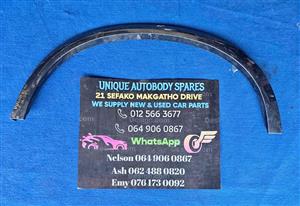 UNIQUE AUTOBODY SPARES
21 SEFAKO MAKGATHO DRIVE
WE SUPPLY NEW & USED CAR PARTS
012 566 3677
064 906 0867
WhatsApp
Nelson 064 906 0867
Ash 062 488 0820
Emy 076 173 0092